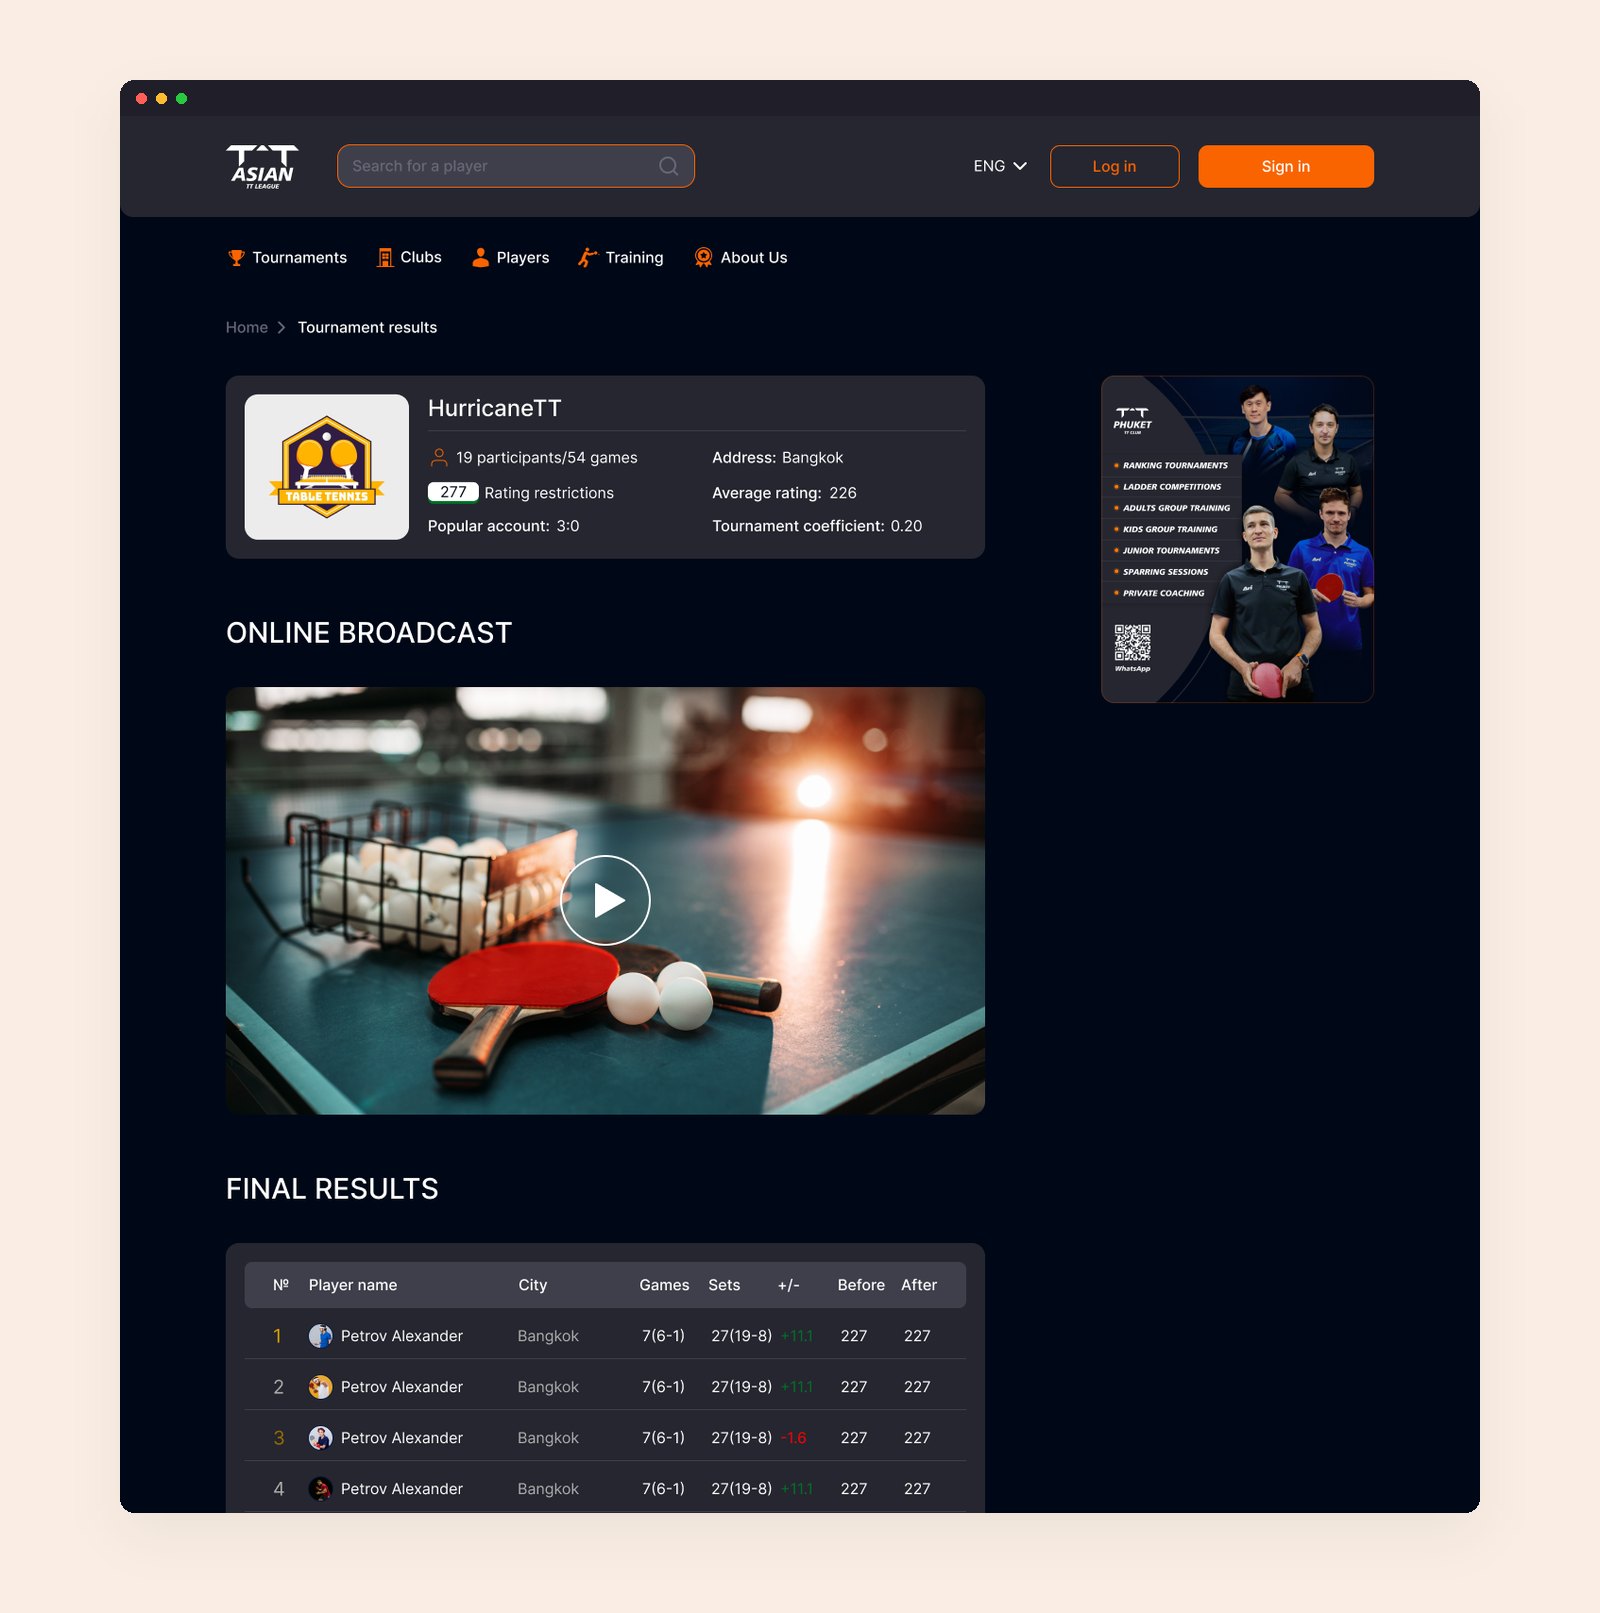 TT
ASIAN
TT LEAGUE
Search for a player
ENG
Log in
Sign in
Tournaments
Clubs
Players
Training
About Us
Home
Tournament results
TABLE TENNIS
HurricaneTT
19 participants/54 games
Address: Bangkok
277 Rating restrictions
Average rating: 226
Popular account: 3:0
Tournament coefficient: 0.20
TT
PHUKET
TT CLUB
RANKING TOURNAMENTS
LADDER COMPETITIONS
ADULTS GROUP TRAINING
KIDS GROUP TRAINING
JUNIOR TOURNAMENTS
SPARRING SESSIONS
PRIVATE COACHING
WhatsApp
ONLINE BROADCAST
FINAL RESULTS
№ Player name City Games Sets +/- Before After
1 Petrov Alexander Bangkok 7(6-1) 27(19-8) +11.1 227 227
2 Petrov Alexander Bangkok 7(6-1) 27(19-8) +11.1 227 227
3 Petrov Alexander Bangkok 7(6-1) 27(19-8) -1.6 227 227
4 Petrov Alexander Bangkok 7(6-1) 27(19-8) +11.1 227 227